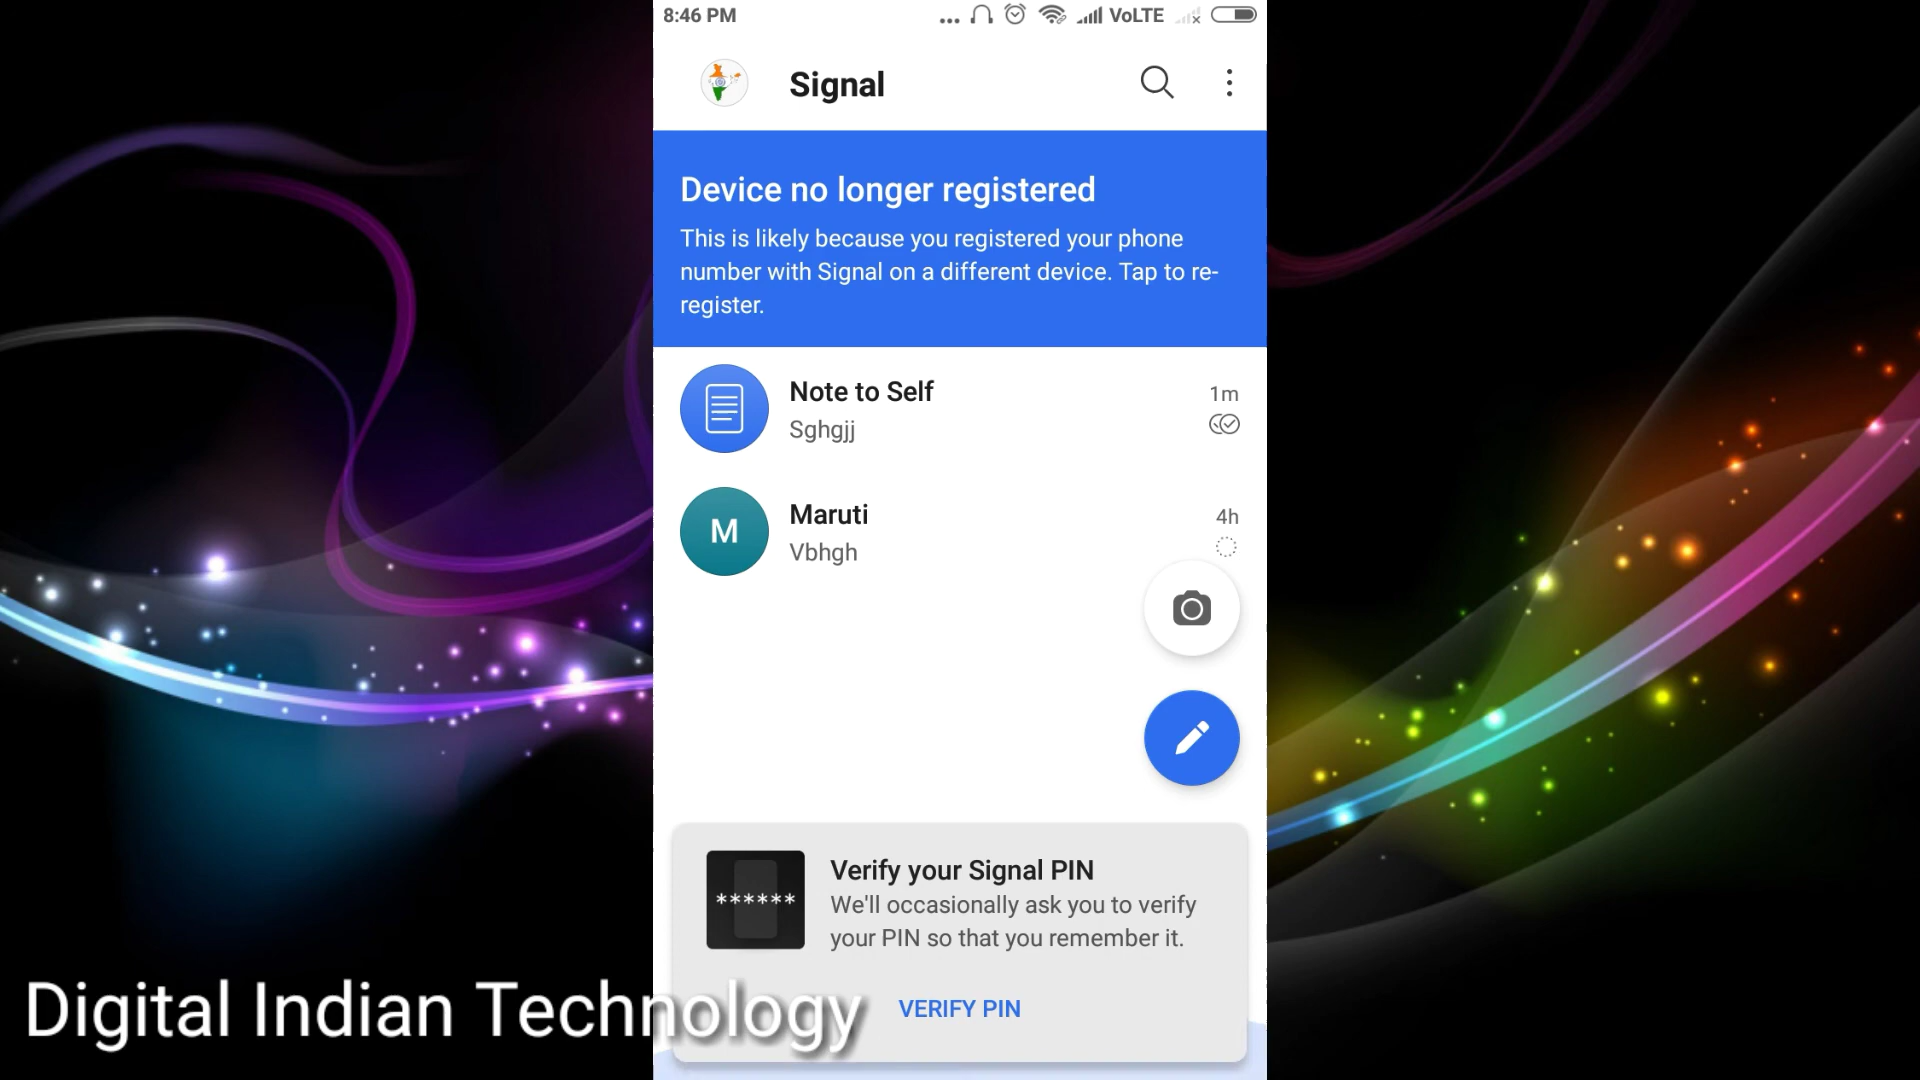 8:46 PM
VoLTE
Signal
Device no longer registered
This is likely because you registered your phone
number with Signal on a different device. Tap to re-
register.
Note to Self
1m
Sghgjj
M
Maruti
4h
Vbhgh
******
Verify your Signal PIN
We'll occasionally ask you to verify
your PIN so that you remember it.
VERIFY PIN
Digital Indian Technology